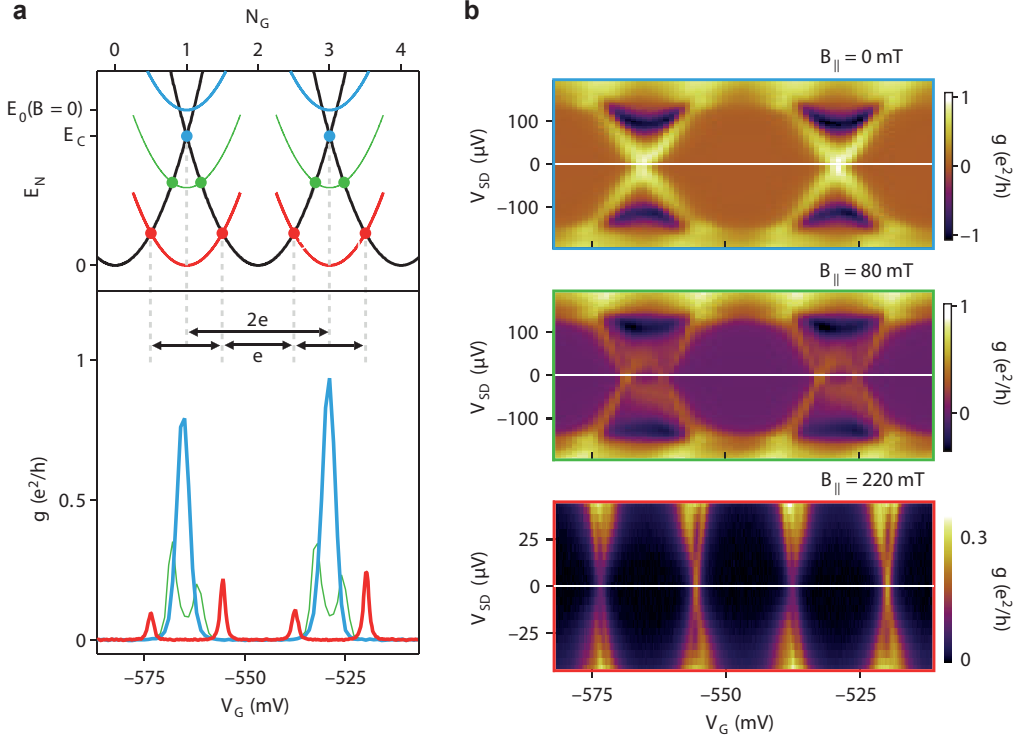 a
N_G
0 1 2 3 4
E_0(B = 0)
E_C
E_N
0
2e
e
1
0.5
0
g (e²/h)
−575 −550 −525
V_G (mV)
b
B_|| = 0 mT
100
0
−100
V_SD (µV)
1
0
−1
g (e²/h)
B_|| = 80 mT
100
0
−100
V_SD (µV)
1
0
g (e²/h)
B_|| = 220 mT
25
0
−25
V_SD (µV)
0.3
0
g (e²/h)
−575 −550 −525
V_G (mV)